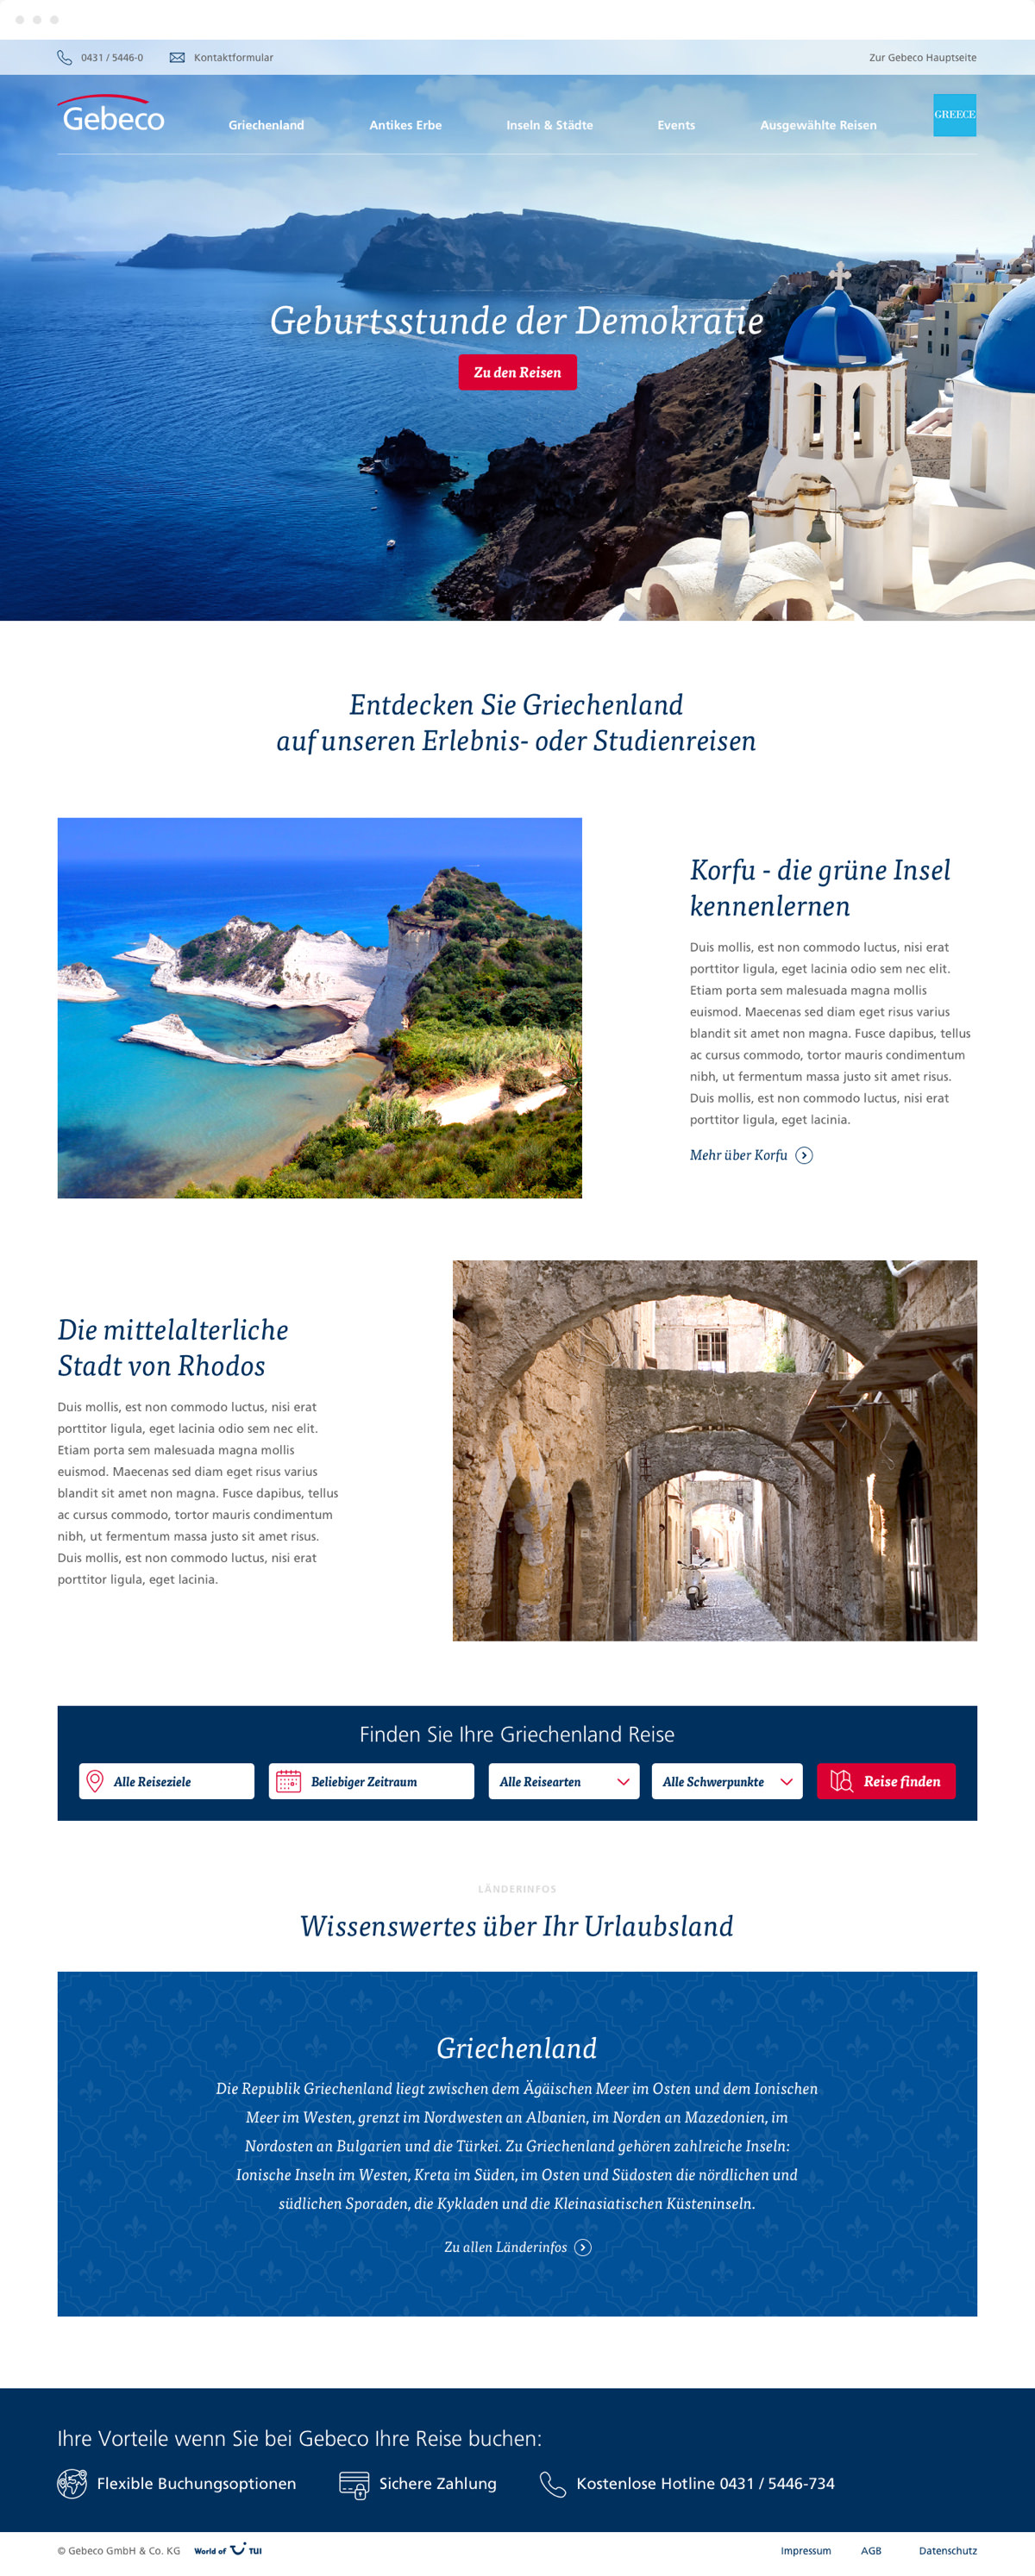 0431 / 5446-0
Kontaktformular
Zur Gebeco Hauptseite
Gebeco
Griechenland
Antikes Erbe
Inseln & Städte
Events
Ausgewählte Reisen
GREECE
Geburtsstunde der Demokratie
Zu den Reisen
Entdecken Sie Griechenland
auf unseren Erlebnis- oder Studienreisen
Korfu - die grüne Insel
kennenlernen
Duis mollis, est non commodo luctus, nisi erat
porttitor ligula, eget lacinia odio sem nec elit.
Etiam porta sem malesuada magna mollis
euismod. Maecenas sed diam eget risus varius
blandit sit amet non magna. Fusce dapibus, tellus
ac cursus commodo, tortor mauris condimentum
nibh, ut fermentum massa justo sit amet risus.
Duis mollis, est non commodo luctus, nisi erat
porttitor ligula, eget lacinia.
Mehr über Korfu
Die mittelalterliche
Stadt von Rhodos
Duis mollis, est non commodo luctus, nisi erat
porttitor ligula, eget lacinia odio sem nec elit.
Etiam porta sem malesuada magna mollis
euismod. Maecenas sed diam eget risus varius
blandit sit amet non magna. Fusce dapibus, tellus
ac cursus commodo, tortor mauris condimentum
nibh, ut fermentum massa justo sit amet risus.
Duis mollis, est non commodo luctus, nisi erat
porttitor ligula, eget lacinia.
Finden Sie Ihre Griechenland Reise
Alle Reiseziele
Beliebiger Zeitraum
Alle Reisearten
Alle Schwerpunkte
Reise finden
LÄNDERINFOS
Wissenswertes über Ihr Urlaubsland
Griechenland
Die Republik Griechenland liegt zwischen dem Ägäischen Meer im Osten und dem Ionischen
Meer im Westen, grenzt im Nordwesten an Albanien, im Norden an Mazedonien, im
Nordosten an Bulgarien und die Türkei. Zu Griechenland gehören zahlreiche Inseln:
Ionische Inseln im Westen, Kreta im Süden, im Osten und Südosten die nördlichen und
südlichen Sporaden, die Kykladen und die Kleinasiatischen Küsteninseln.
Zu allen Länderinfos
Ihre Vorteile wenn Sie bei Gebeco Ihre Reise buchen:
Flexible Buchungsoptionen
Sichere Zahlung
Kostenlose Hotline 0431 / 5446-734
© Gebeco GmbH & Co. KG
World of TUI
Impressum
AGB
Datenschutz